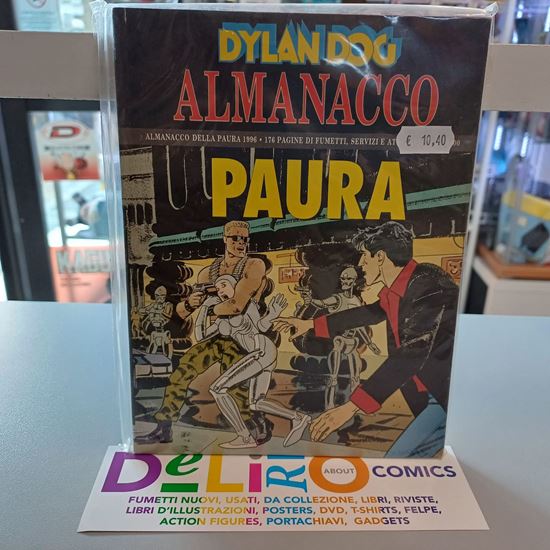 DYLAN DOG
ALMANACCO
ALMANACCO DELLA PAURA 1996 • 176 PAGINE DI FUMETTI, SERVIZI E
€ 10,40
PAURA
DeLiRiO ABOUT COMICS
FUMETTI NUOVI, USATI, DA COLLEZIONE, LIBRI, RIVISTE,
LIBRI D'ILLUSTRAZIONI, POSTERS, DVD, T-SHIRTS, FELPE,
ACTION FIGURES, PORTACHIAVI, GADGETS